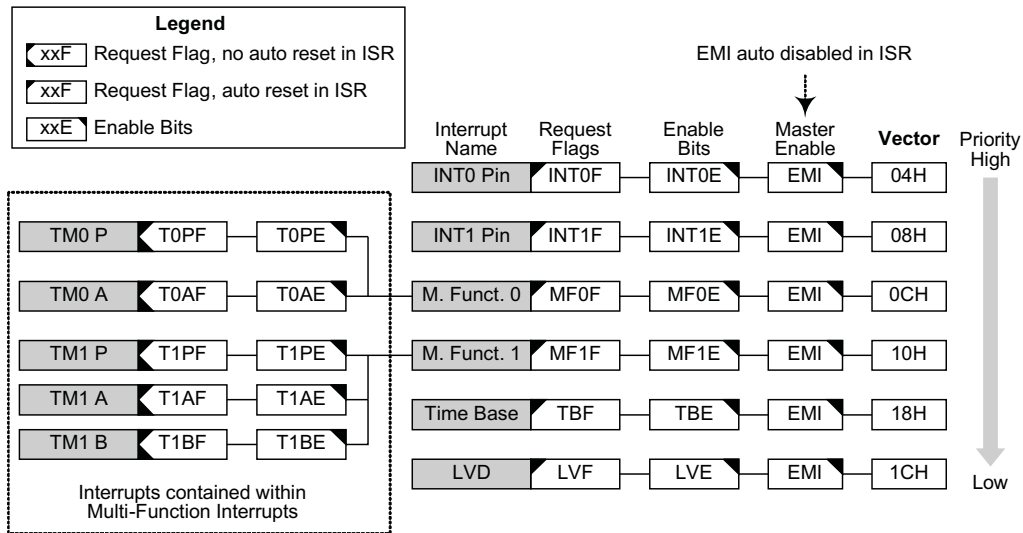 Legend
xxF Request Flag, no auto reset in ISR
xxF Request Flag, auto reset in ISR
xxE Enable Bits
EMI auto disabled in ISR
Interrupt Name Request Flags Enable Bits Master Enable Vector Priority High
INT0 Pin INT0F INT0E EMI 04H
TM0 P T0PF T0PE INT1 Pin INT1F INT1E EMI 08H
TM0 A T0AF T0AE M. Funct. 0 MF0F MF0E EMI 0CH
TM1 P T1PF T1PE M. Funct. 1 MF1F MF1E EMI 10H
TM1 A T1AF T1AE Time Base TBF TBE EMI 18H
TM1 B T1BF T1BE
LVD LVF LVE EMI 1CH Low
Interrupts contained within
Multi-Function Interrupts